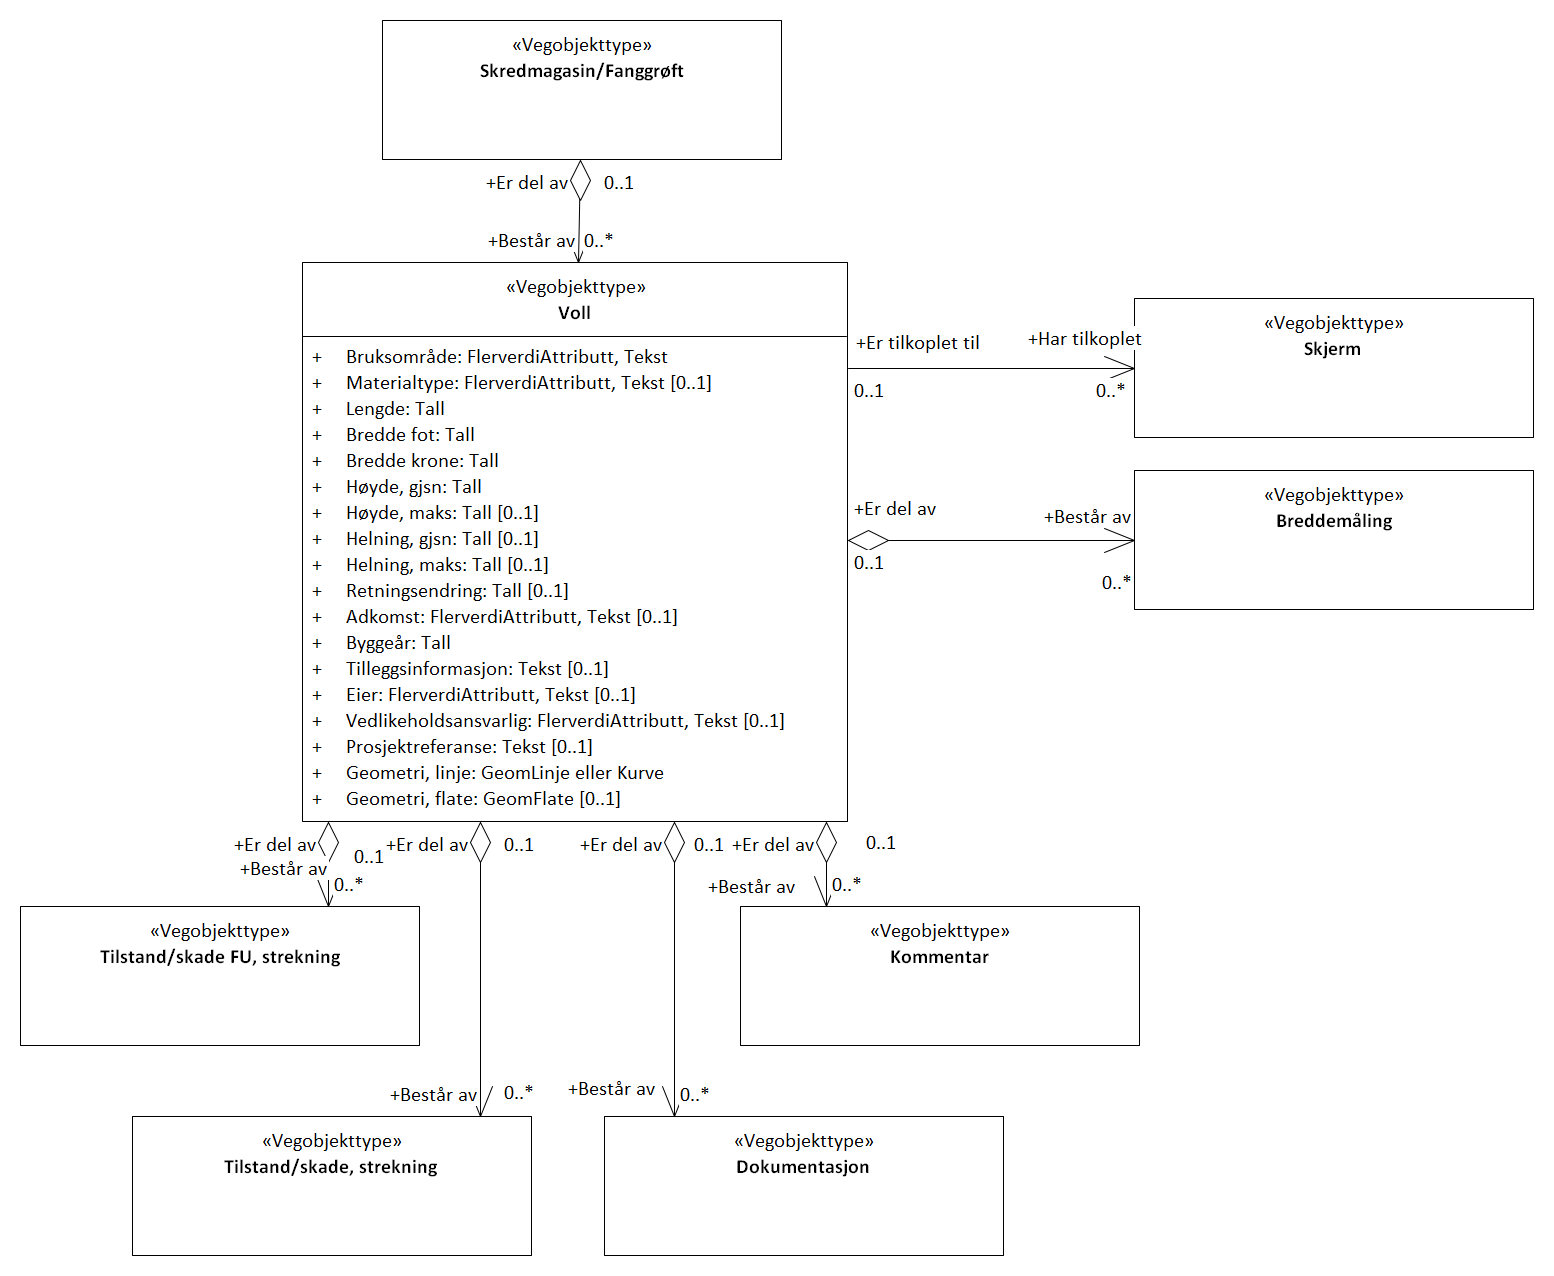 «Vegobjekttype»
Skredmagasin/Fanggrøft
+Er del av
0..1
+Består av
0..*
«Vegobjekttype»
Voll
+ Bruksområde: FlerverdiAttributt, Tekst
+ Materialtype: FlerverdiAttributt, Tekst [0..1]
+ Lengde: Tall
+ Bredde fot: Tall
+ Bredde krone: Tall
+ Høyde, gjsn: Tall
+ Høyde, maks: Tall [0..1]
+ Helning, gjsn: Tall [0..1]
+ Helning, maks: Tall [0..1]
+ Retningsendring: Tall [0..1]
+ Adkomst: FlerverdiAttributt, Tekst [0..1]
+ Byggeår: Tall
+ Tilleggsinformasjon: Tekst [0..1]
+ Eier: FlerverdiAttributt, Tekst [0..1]
+ Vedlikeholdsansvarlig: FlerverdiAttributt, Tekst [0..1]
+ Prosjektreferanse: Tekst [0..1]
+ Geometri, linje: GeomLinje eller Kurve
+ Geometri, flate: GeomFlate [0..1]
+Er tilkoplet til
+Har tilkoplet
0..1
0..*
«Vegobjekttype»
Skjerm
+Er del av
+Består av
0..1
0..*
«Vegobjekttype»
Breddemåling
+Er del av
0..1
+Består av
0..*
+Er del av
0..1
+Er del av
0..1
+Er del av
0..1
+Består av
0..*
«Vegobjekttype»
Tilstand/skade FU, strekning
«Vegobjekttype»
Kommentar
+Består av
0..*
+Består av
0..*
«Vegobjekttype»
Tilstand/skade, strekning
«Vegobjekttype»
Dokumentasjon